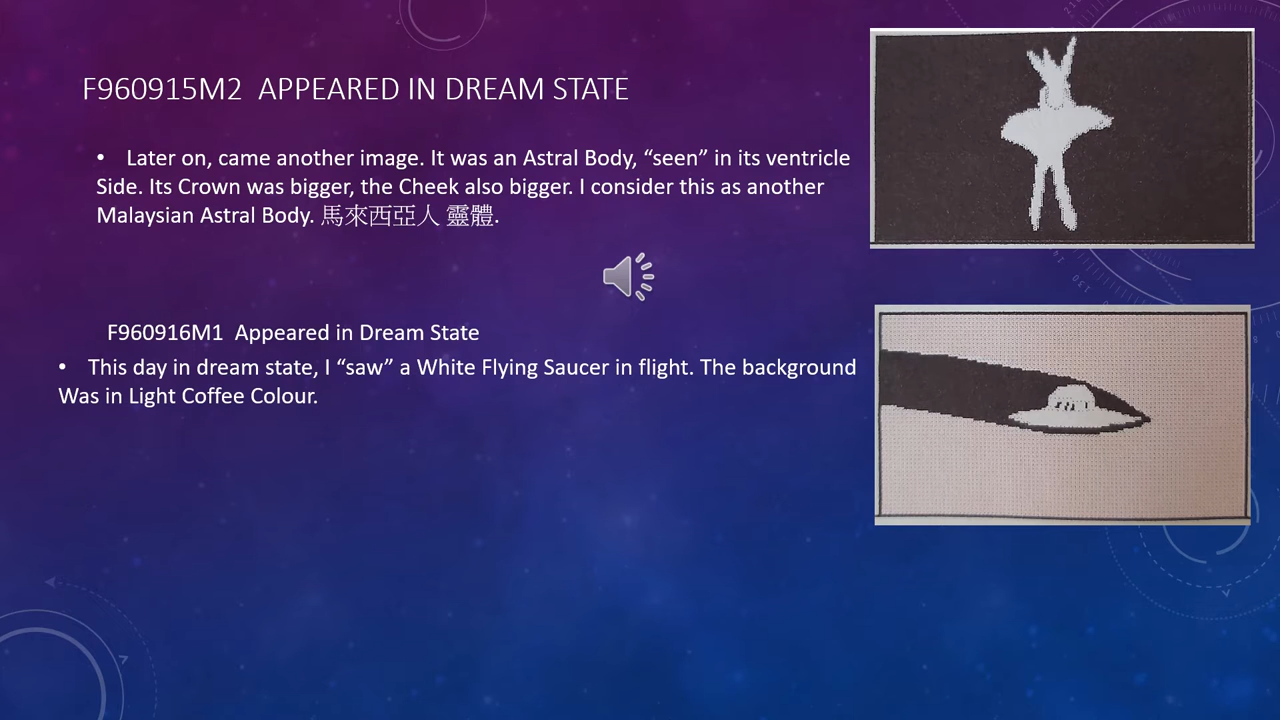 F960915M2 APPEARED IN DREAM STATE
• Later on, came another image. It was an Astral Body, “seen” in its ventricle
Side. Its Crown was bigger, the Cheek also bigger. I consider this as another
Malaysian Astral Body. 馬來西亞人 靈體.
F960916M1 Appeared in Dream State
• This day in dream state, I “saw” a White Flying Saucer in flight. The background
Was in Light Coffee Colour.